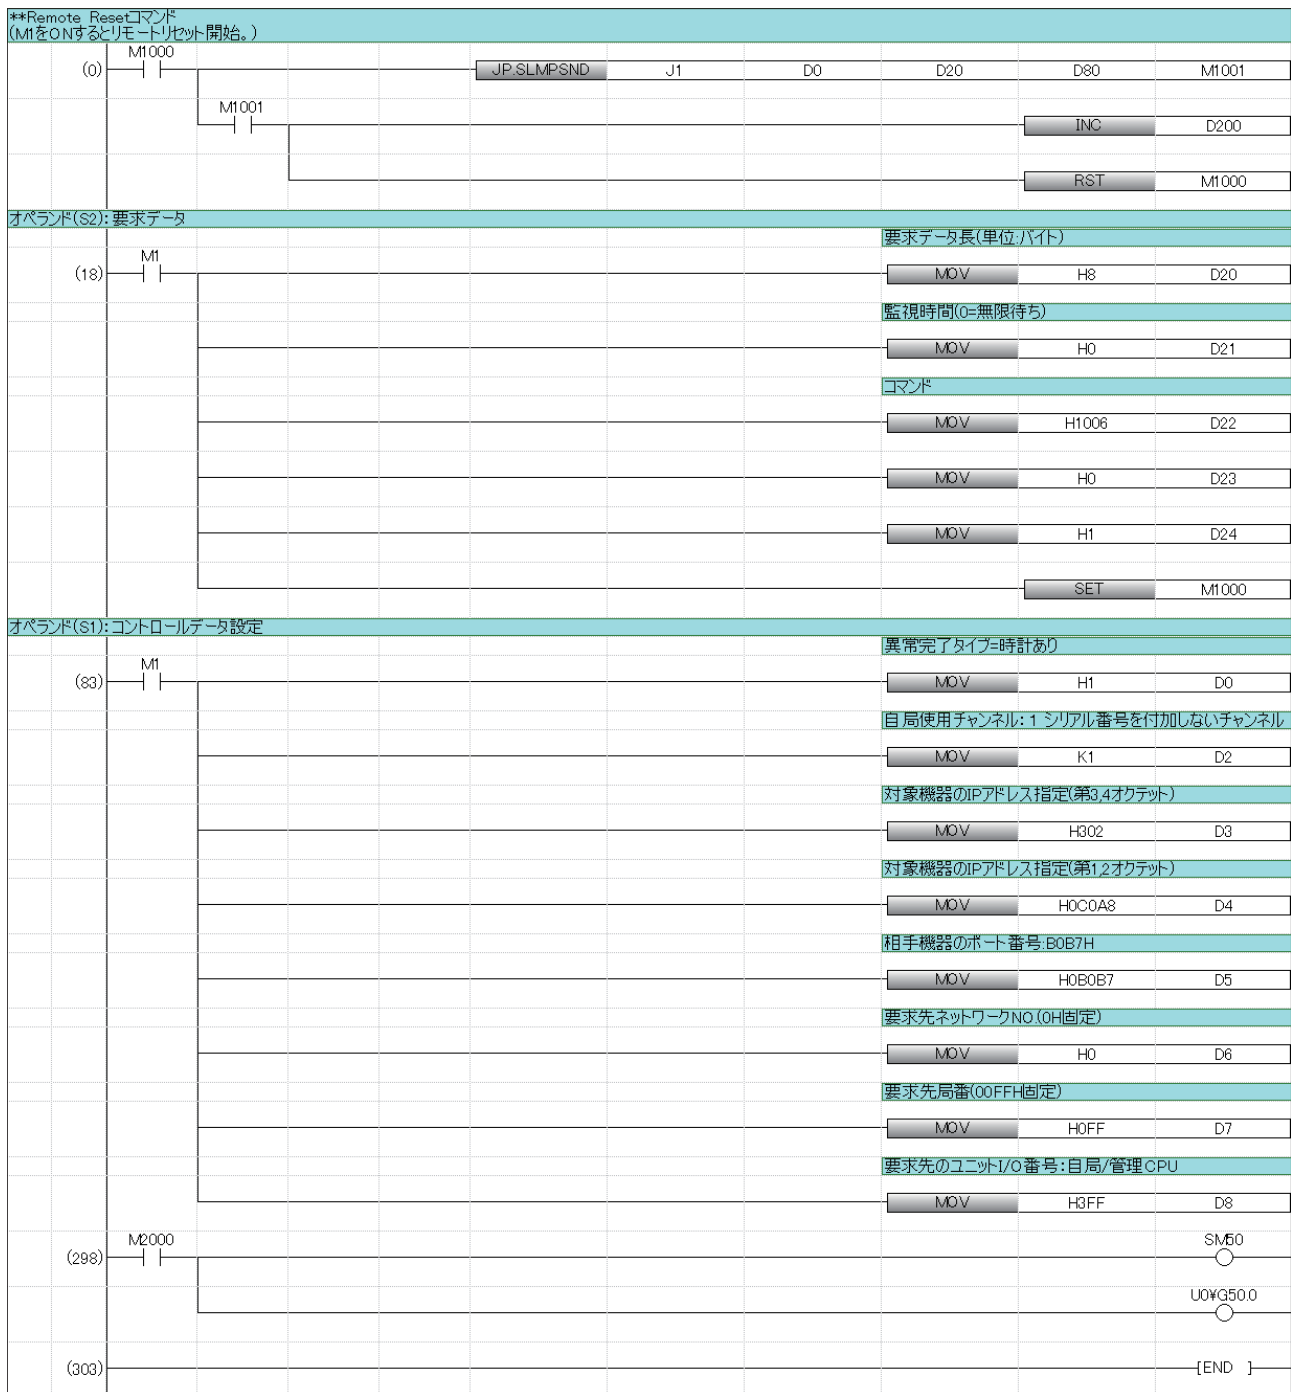 **Remote Resetコマンド
(M1をONするとリモートリセット開始。)
M1000
(0) JP.SLMPSND J1 D0 D20 D80 M1001
M1001
INC D200
RST M1000
オペランド(S2):要求データ
要求データ長(単位:バイト)
M1
(18) MOV H8 D20
監視時間(0=無限待ち)
MOV H0 D21
コマンド
MOV H1006 D22
MOV H0 D23
MOV H1 D24
SET M1000
オペランド(S1):コントロールデータ設定
異常完了タイプ=時計あり
M1
(83) MOV H1 D0
自局使用チャンネル:1 シリアル番号を付加しないチャンネル
MOV K1 D2
対象機器のIPアドレス指定(第3,4オクテット)
MOV H302 D3
対象機器のIPアドレス指定(第1,2オクテット)
MOV H0C0A8 D4
相手機器のポート番号:B0B7H
MOV H0B0B7 D5
要求先ネットワークNO.(0H固定)
MOV H0 D6
要求先局番(00FFH固定)
MOV H0FF D7
要求先のユニットI/O番号:自局/管理CPU
MOV H3FF D8
M2000 SM50
(298)
U0¥G50.0
(303) [END ]